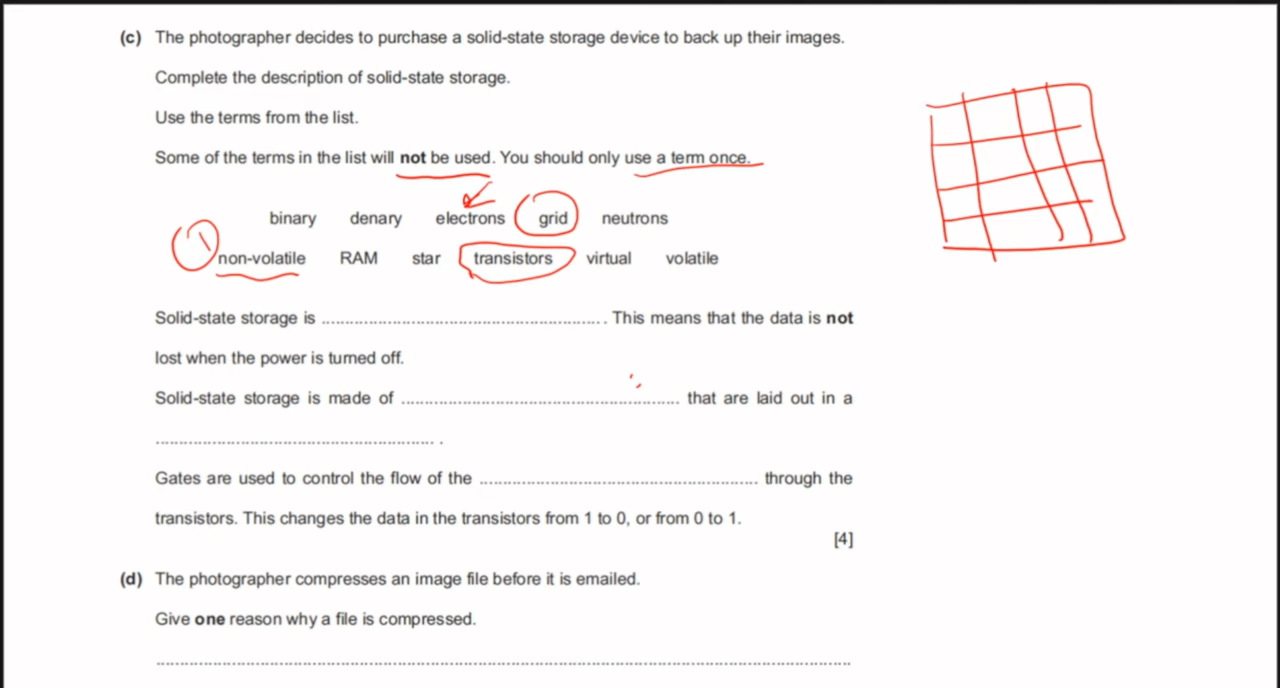 (c) The photographer decides to purchase a solid-state storage device to back up their images.
Complete the description of solid-state storage.
Use the terms from the list.
Some of the terms in the list will not be used. You should only use a term once.
binary denary electrons grid neutrons
1
non-volatile RAM star transistors virtual volatile
Solid-state storage is ........................................................... . This means that the data is not
lost when the power is turned off.
Solid-state storage is made of ........................................................... that are laid out in a
........................................................... .
Gates are used to control the flow of the ........................................................... through the
transistors. This changes the data in the transistors from 1 to 0, or from 0 to 1.
[4]
(d) The photographer compresses an image file before it is emailed.
Give one reason why a file is compressed.
...................................................................................................................................................